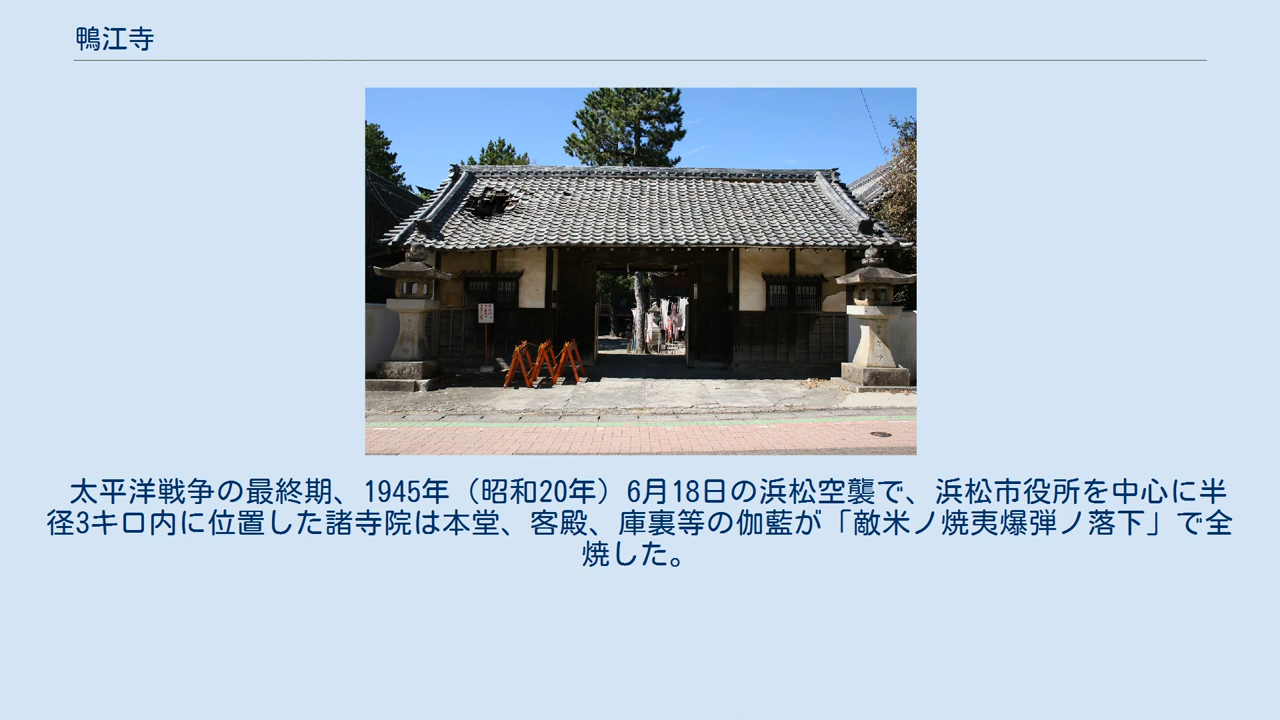 鴨江寺
太平洋戦争の最終期、1945年（昭和20年）6月18日の浜松空襲で、浜松市役所を中心に半
径3キロ内に位置した諸寺院は本堂、客殿、庫裏等の伽藍が「敵米ノ焼夷爆弾ノ落下」で全
焼した。